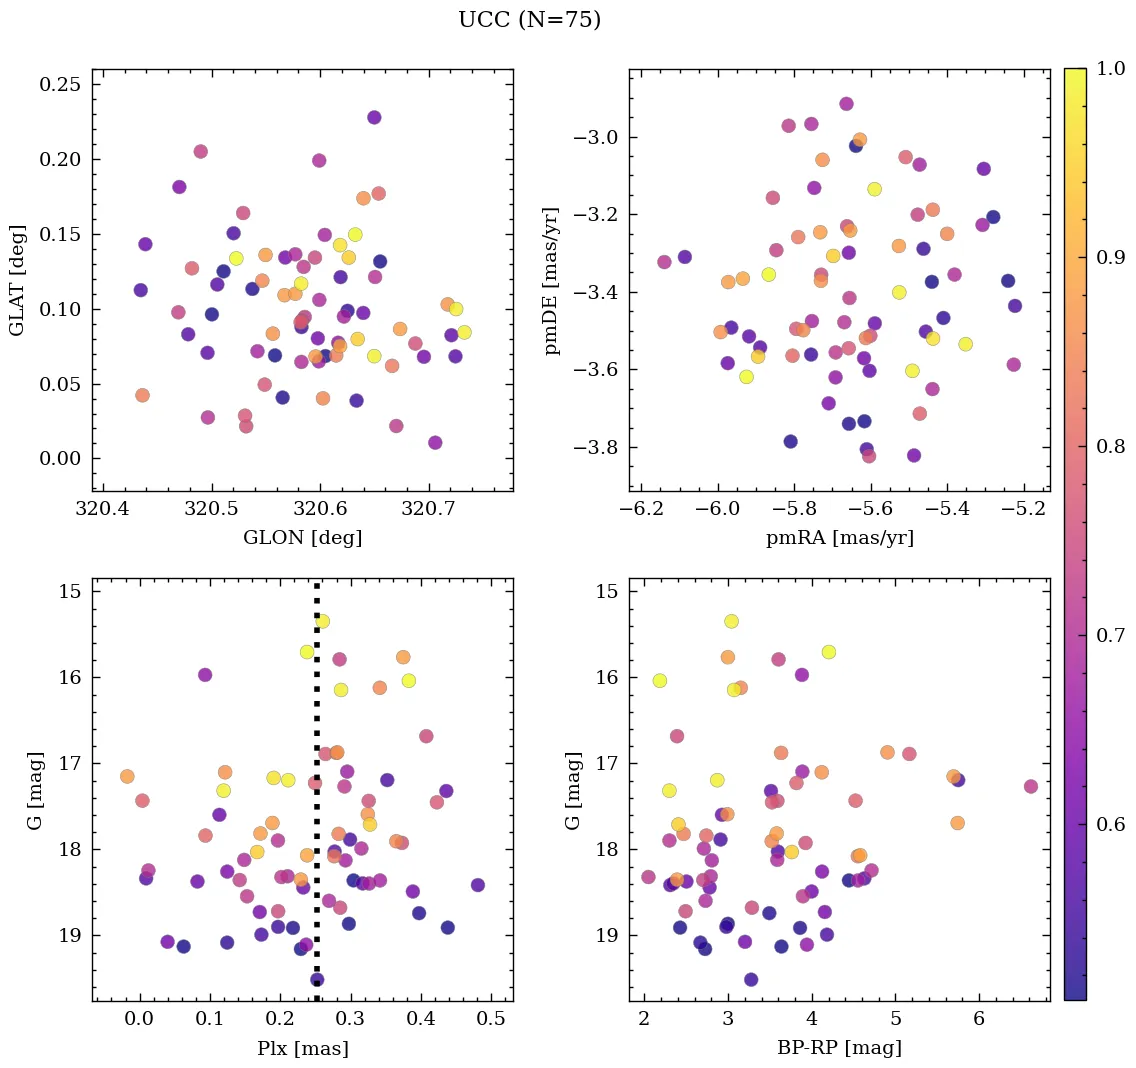 UCC (N=75)
0.25
0.20
0.15
0.10
0.05
0.00
GLAT [deg]
320.4 320.5 320.6 320.7
GLON [deg]
−3.0
−3.2
−3.4
−3.6
−3.8
pmDE [mas/yr]
−6.2 −6.0 −5.8 −5.6 −5.4 −5.2
pmRA [mas/yr]
15
16
17
18
19
G [mag]
0.0 0.1 0.2 0.3 0.4 0.5
Plx [mas]
15
16
17
18
19
G [mag]
2 3 4 5 6
BP-RP [mag]
1.0
0.9
0.8
0.7
0.6